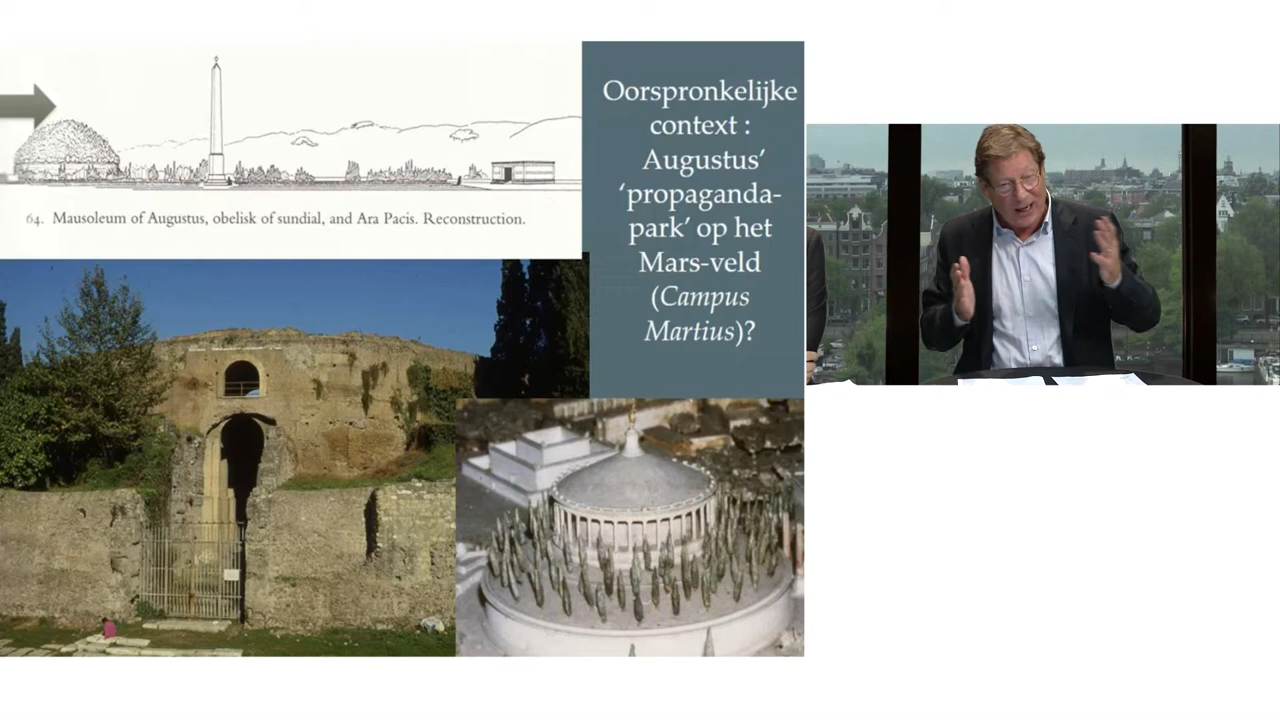 64. Mausoleum of Augustus, obelisk of sundial, and Ara Pacis. Reconstruction.
Oorspronkelijke
context :
Augustus’
‘propaganda-
park’ op het
Mars-veld
(Campus
Martius)?